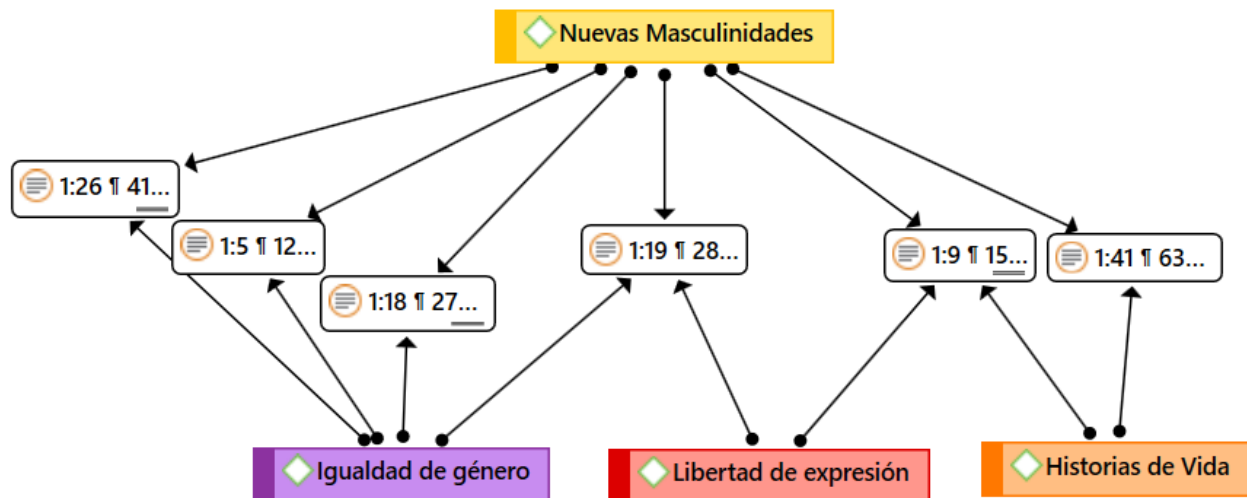 Nuevas Masculinidades
1:26 ¶ 41...
1:5 ¶ 12...
1:18 ¶ 27...
1:19 ¶ 28...
1:9 ¶ 15...
1:41 ¶ 63...
Igualdad de género
Libertad de expresión
Historias de Vida